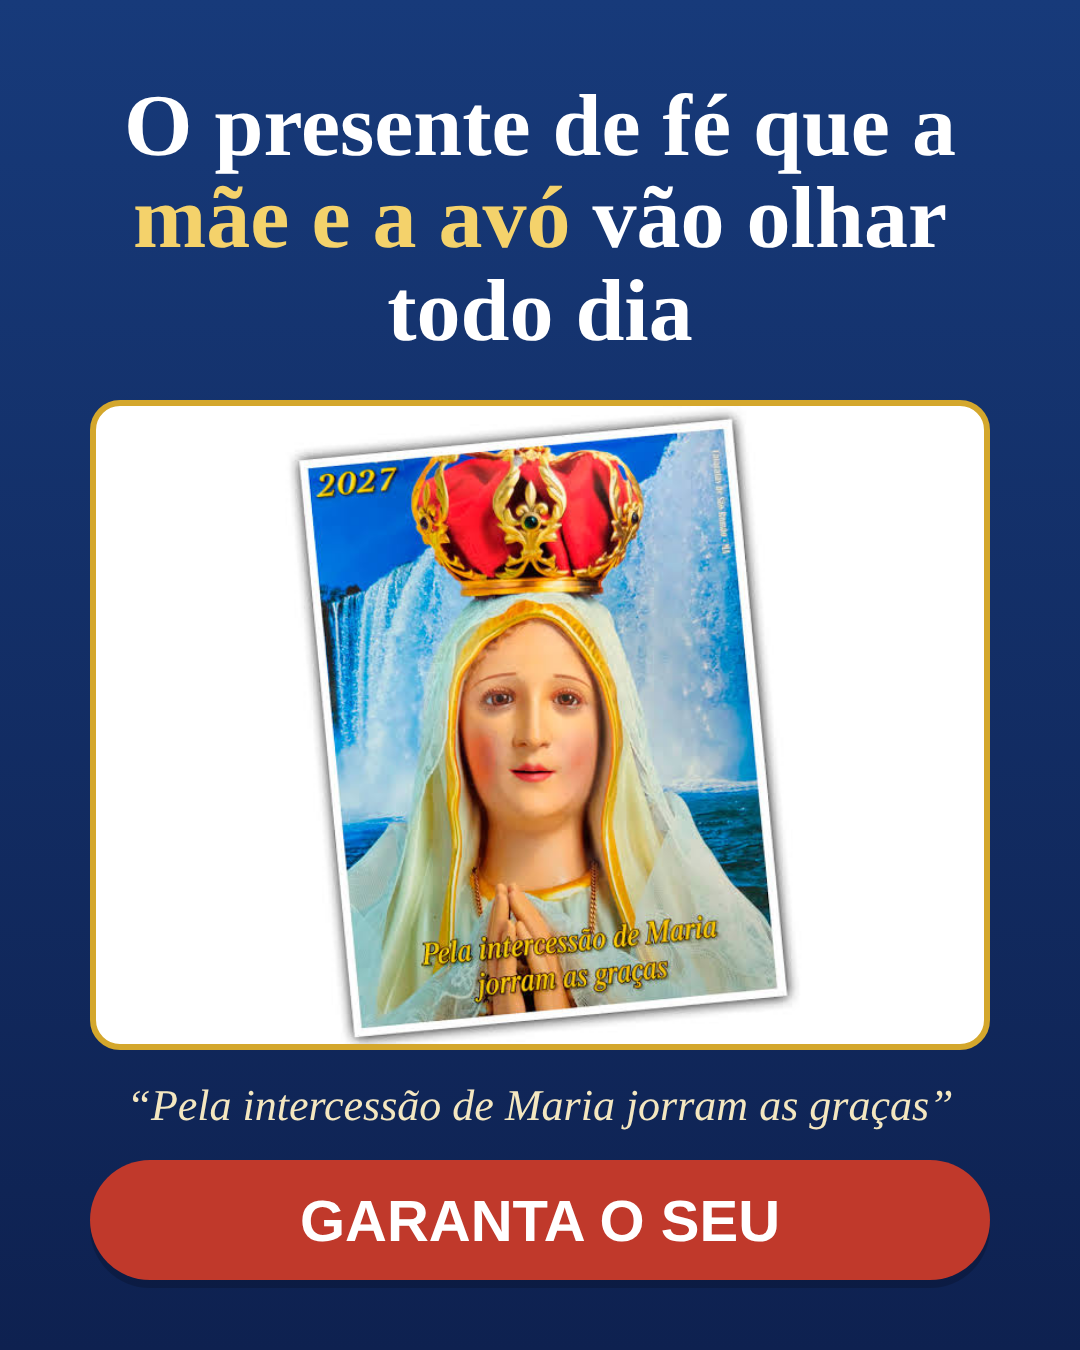 O presente de fé que a
mãe e a avó vão olhar
todo dia
2027
Pela intercessão de Maria
jorram as graças
“Pela intercessão de Maria jorram as graças”
GARANTA O SEU